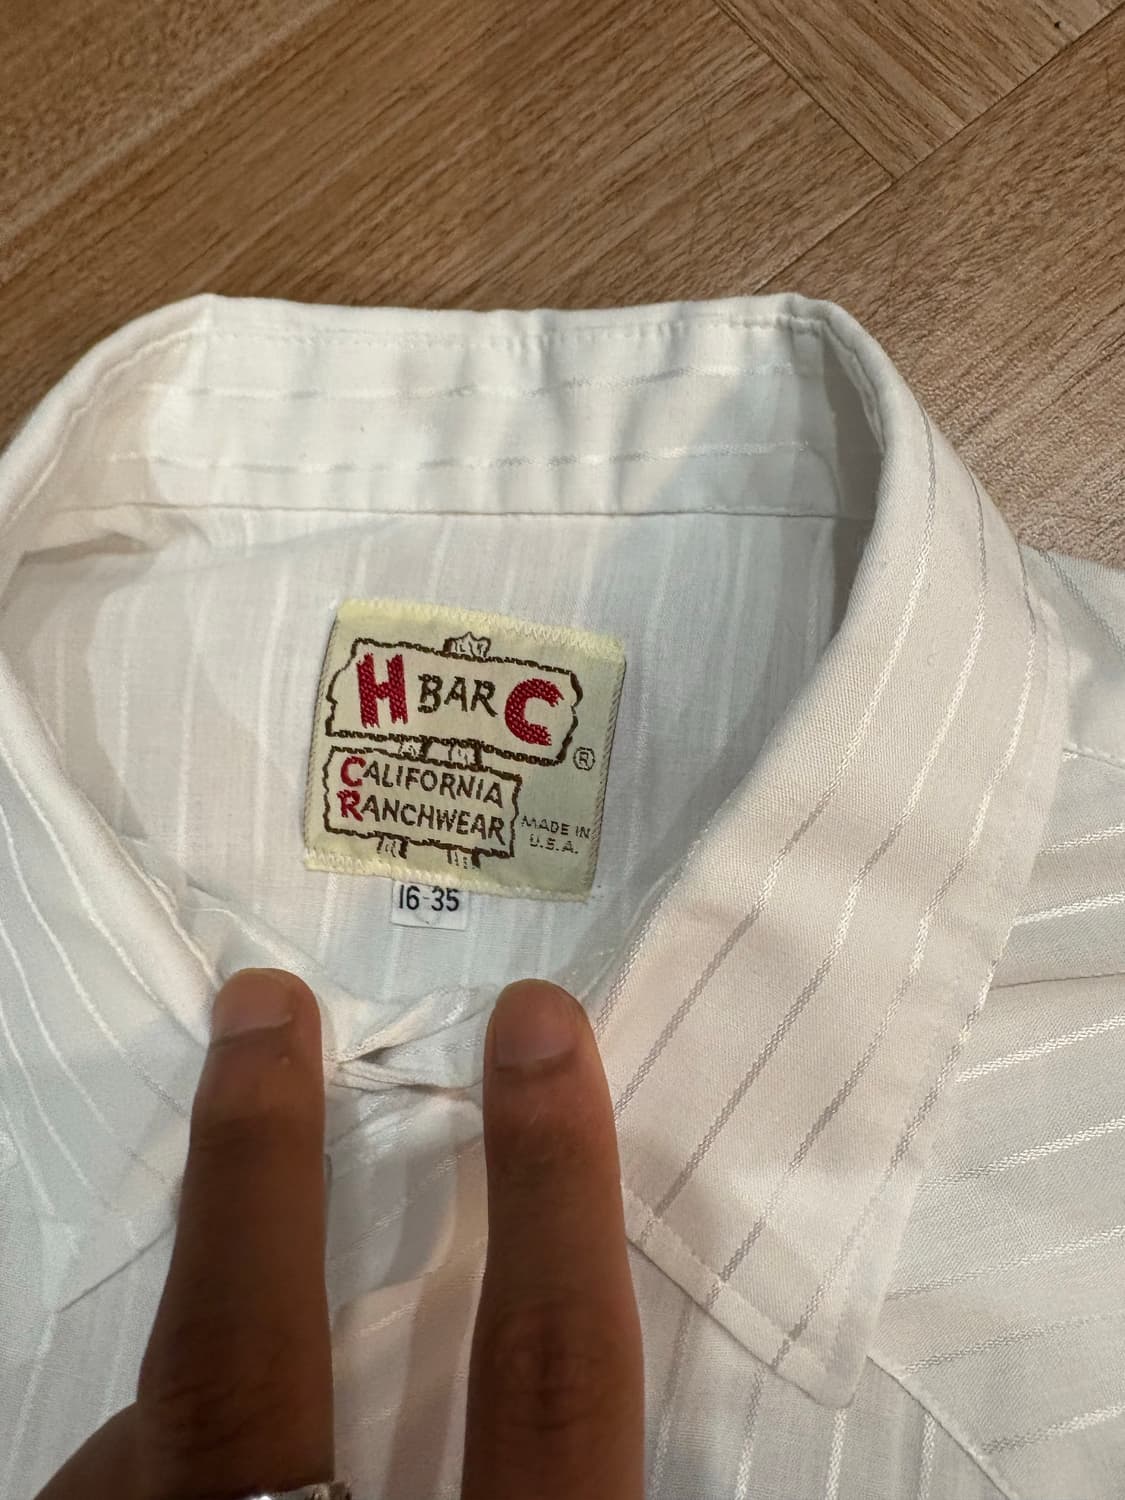 H BAR C
®
CALIFORNIA
RANCHWEAR
MADE IN
U.S.A.
16-35